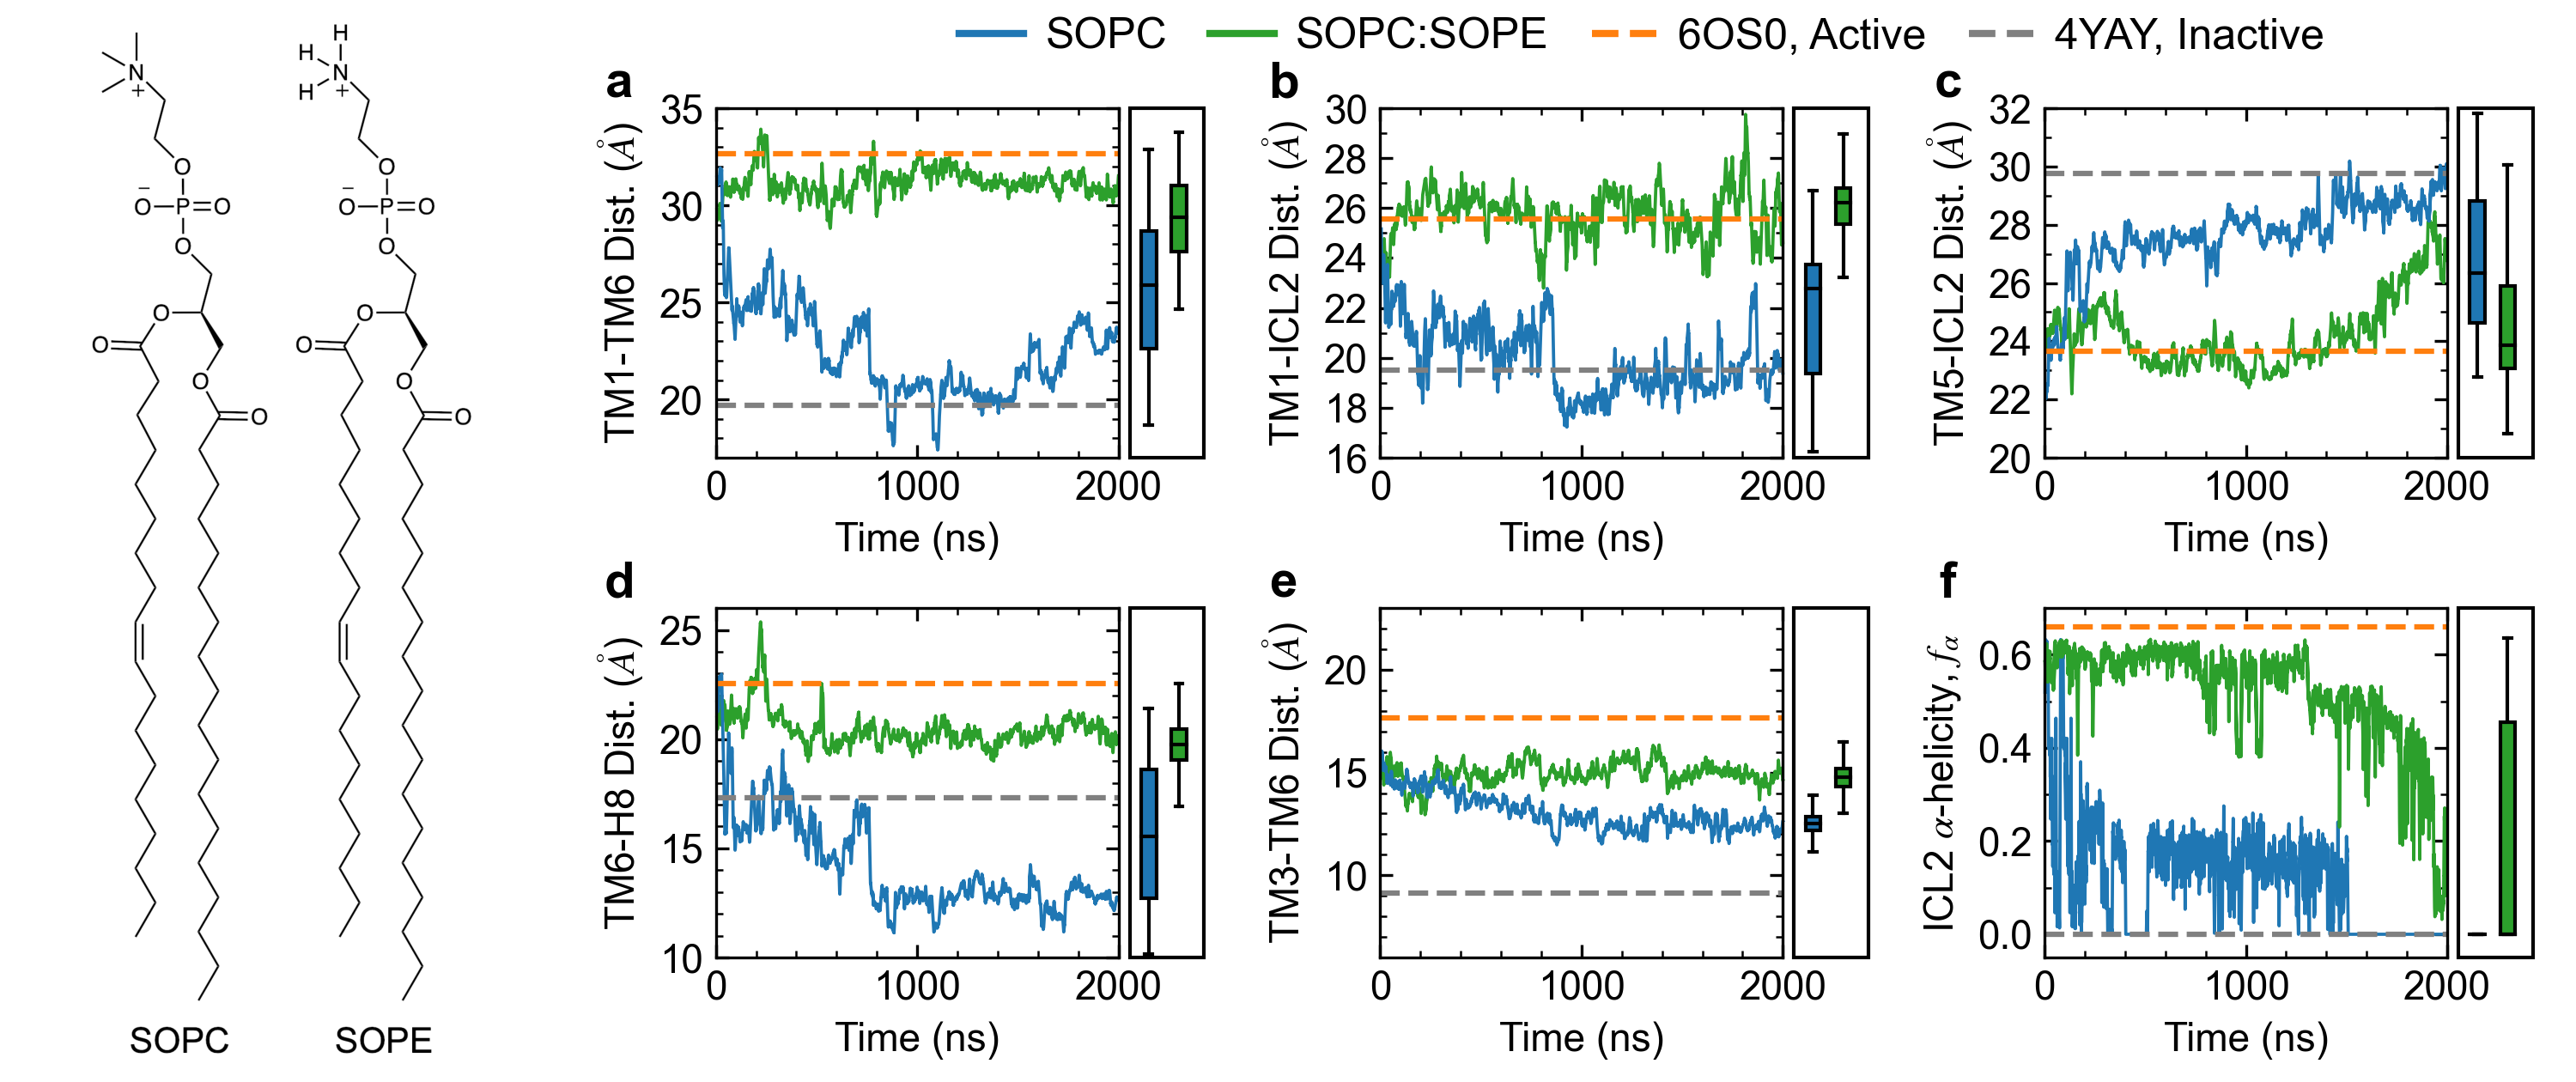 SOPC SOPC:SOPE 6OS0, Active 4YAY, Inactive
H
H
N
+
H
N
+
O
−
O P O
O
O
O
O
O
O
−
O P O
O
O
O
O
O
SOPC
SOPE
a
TM1-TM6 Dist. (Å)
35
30
25
20
0 1000 2000
Time (ns)
b
TM1-ICL2 Dist. (Å)
30
28
26
24
22
20
18
16
0 1000 2000
Time (ns)
c
TM5-ICL2 Dist. (Å)
32
30
28
26
24
22
20
0 1000 2000
Time (ns)
d
TM6-H8 Dist. (Å)
25
20
15
10
0 1000 2000
Time (ns)
e
TM3-TM6 Dist. (Å)
20
15
10
0 1000 2000
Time (ns)
f
ICL2 α-helicity, fα
0.6
0.4
0.2
0.0
0 1000 2000
Time (ns)